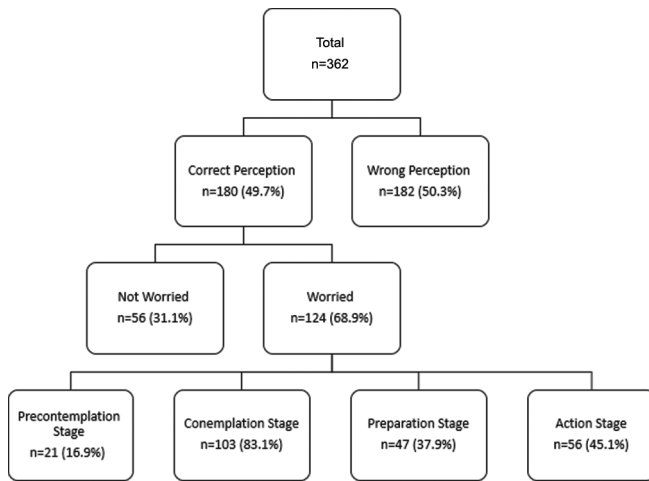 Total
n=362
Correct Perception
n=180 (49.7%)
Wrong Perception
n=182 (50.3%)
Not Worried
n=56 (31.1%)
Worried
n=124 (68.9%)
Precontemplation
Stage
n=21 (16.9%)
Conemplation Stage
n=103 (83.1%)
Preparation Stage
n=47 (37.9%)
Action Stage
n=56 (45.1%)